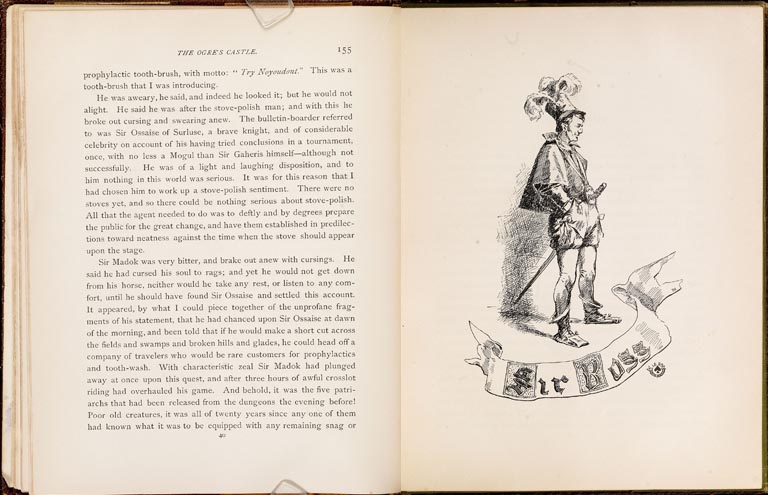 THE OGRE'S CASTLE. 155
prophylactic tooth-brush, with motto: "Try Noyoudont." This was a
tooth-brush that I was introducing.
He was aweary, he said, and indeed he looked it; but he would not
alight. He said he was after the stove-polish man; and with this he
broke out cursing and swearing anew. The bulletin-boarder referred
to was Sir Ossaise of Surluse, a brave knight, and of considerable
celebrity on account of his having tried conclusions in a tournament,
once, with no less a Mogul than Sir Gaheris himself—although not
successfully. He was of a light and laughing disposition, and to
him nothing in this world was serious. It was for this reason that I
had chosen him to work up a stove-polish sentiment. There were no
stoves yet, and so there could be nothing serious about stove-polish.
All that the agent needed to do was to deftly and by degrees prepare
the public for the great change, and have them established in predilec-
tions toward neatness against the time when the stove should appear
upon the stage.
Sir Madok was very bitter, and brake out anew with cursings. He
said he had cursed his soul to rags; and yet he would not get down
from his horse, neither would he take any rest, or listen to any com-
fort, until he should have found Sir Ossaise and settled this account.
It appeared, by what I could piece together of the unprofane frag-
ments of his statement, that he had chanced upon Sir Ossaise at dawn
of the morning, and been told that if he would make a short cut across
the fields and swamps and broken hills and glades, he could head off a
company of travelers who would be rare customers for prophylactics
and tooth-wash. With characteristic zeal Sir Madok had plunged
away at once upon this quest, and after three hours of awful crosslot
riding had overhauled his game. And behold, it was the five patri-
archs that had been released from the dungeons the evening before!
Poor old creatures, it was all of twenty years since any one of them
had known what it was to be equipped with any remaining snag or
Sir Russ